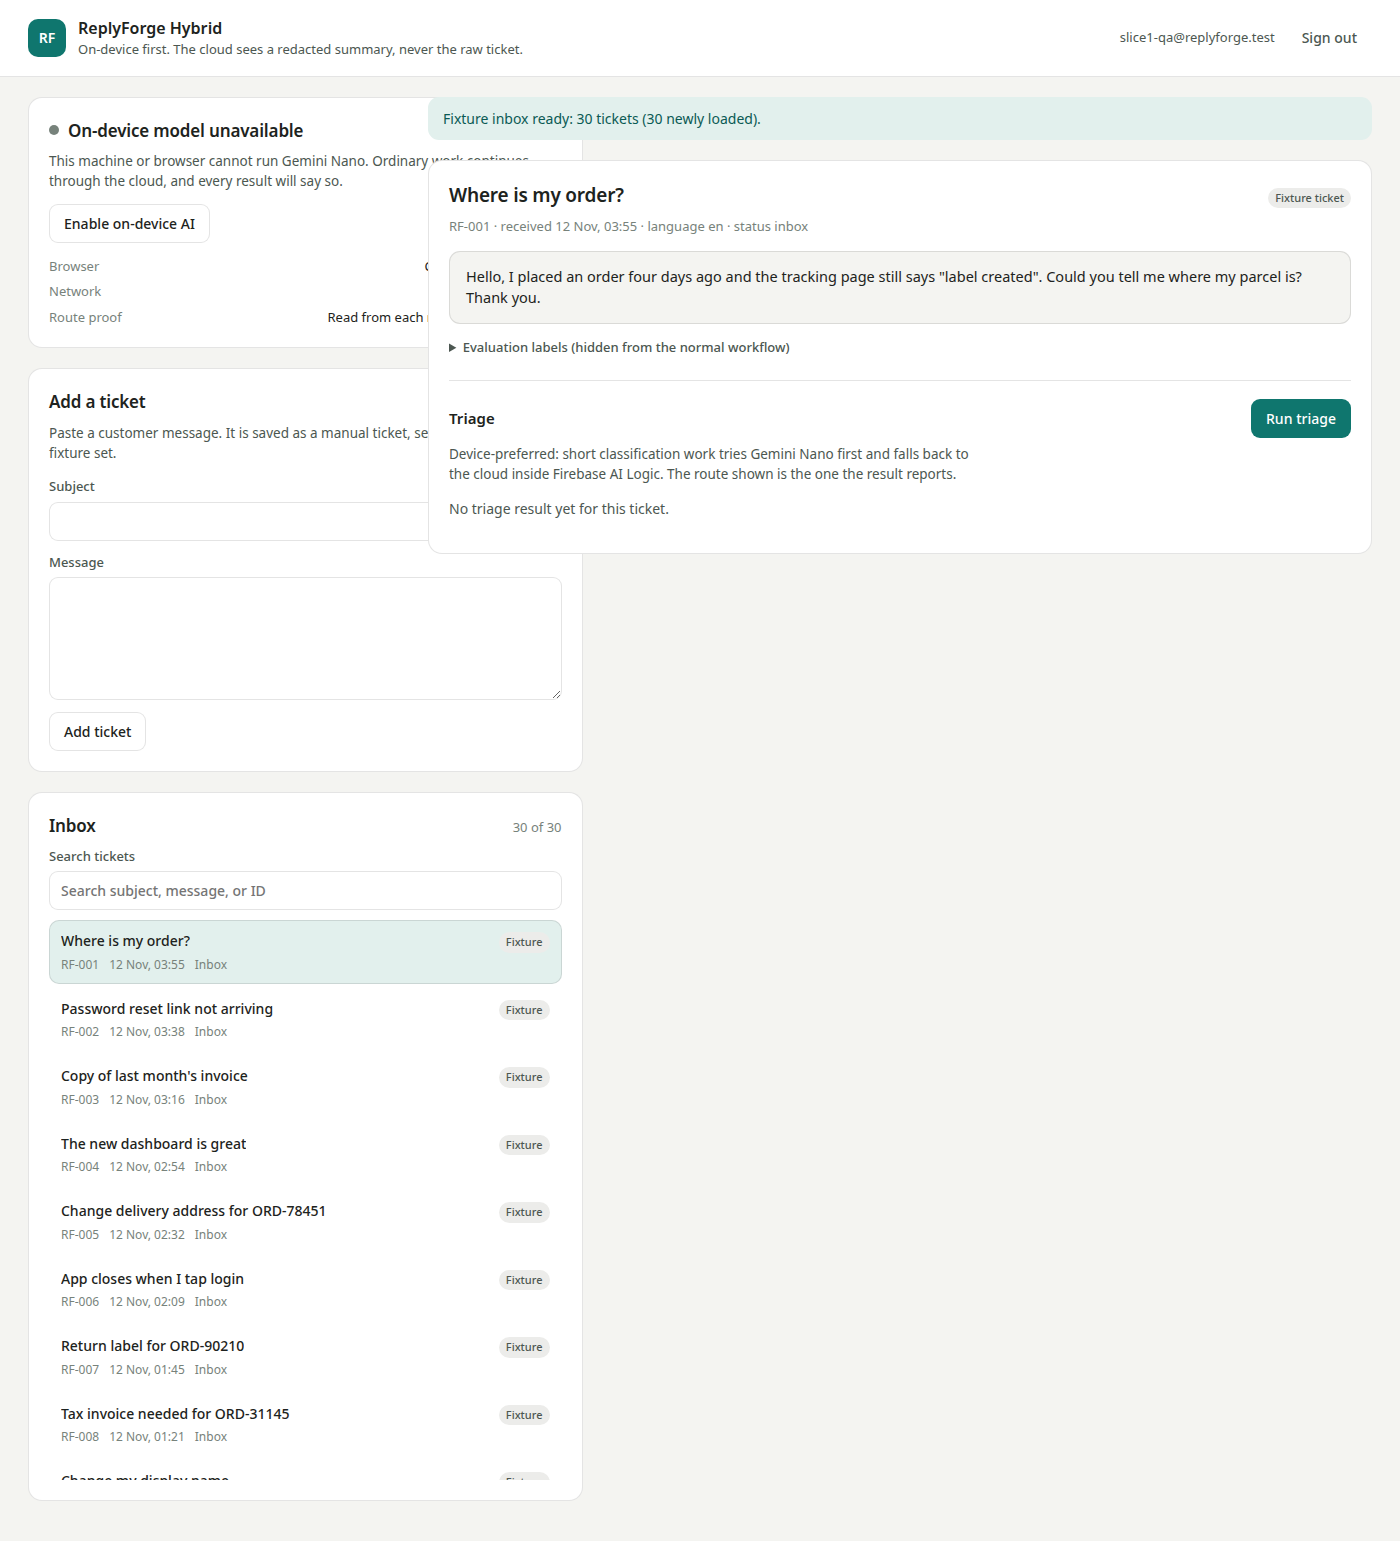 RF
ReplyForge Hybrid
On-device first. The cloud sees a redacted summary, never the raw ticket.
slice1-qa@replyforge.test
Sign out
On-device model unavailable
This machine or browser cannot run Gemini Nano. Ordinary work continues
through the cloud, and every result will say so.
Enable on-device AI
Browser
Network
Route proof
Read from each
Fixture inbox ready: 30 tickets (30 newly loaded).
Where is my order?
Fixture ticket
RF-001 · received 12 Nov, 03:55 · language en · status inbox
Hello, I placed an order four days ago and the tracking page still says "label created". Could you tell me where my parcel is?
Thank you.
▶ Evaluation labels (hidden from the normal workflow)
Triage
Run triage
Device-preferred: short classification work tries Gemini Nano first and falls back to
the cloud inside Firebase AI Logic. The route shown is the one the result reports.
No triage result yet for this ticket.
Add a ticket
Paste a customer message. It is saved as a manual ticket,
fixture set.
Subject
Message
Add ticket
Inbox
30 of 30
Search tickets
Search subject, message, or ID
Where is my order?
Fixture
RF-001 12 Nov, 03:55 Inbox
Password reset link not arriving
Fixture
RF-002 12 Nov, 03:38 Inbox
Copy of last month's invoice
Fixture
RF-003 12 Nov, 03:16 Inbox
The new dashboard is great
Fixture
RF-004 12 Nov, 02:54 Inbox
Change delivery address for ORD-78451
Fixture
RF-005 12 Nov, 02:32 Inbox
App closes when I tap login
Fixture
RF-006 12 Nov, 02:09 Inbox
Return label for ORD-90210
Fixture
RF-007 12 Nov, 01:45 Inbox
Tax invoice needed for ORD-31145
Fixture
RF-008 12 Nov, 01:21 Inbox
Change my display name